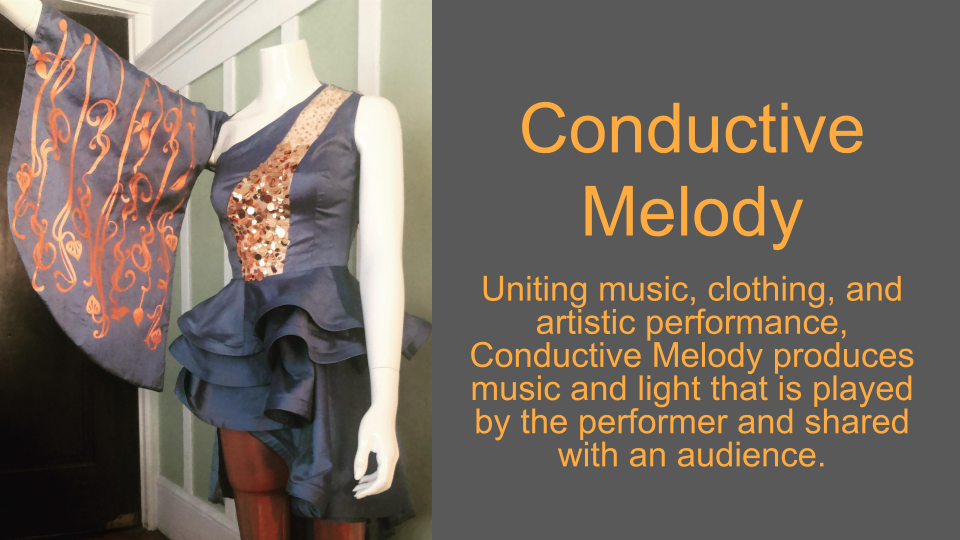 Conductive
Melody
Uniting music, clothing, and
artistic performance,
Conductive Melody produces
music and light that is played
by the performer and shared
with an audience.